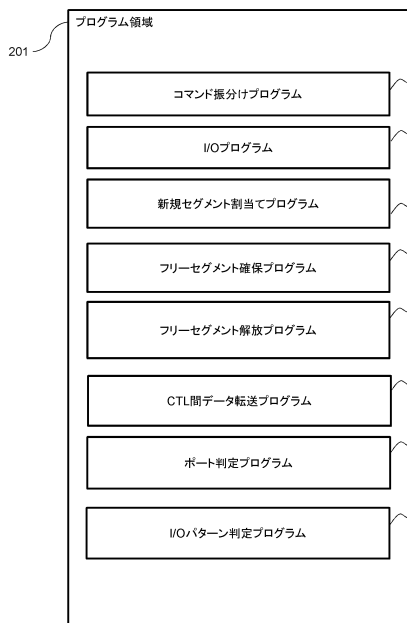 プログラム領域
201
コマンド振分けプログラム
I/Oプログラム
新規セグメント割当てプログラム
フリーセグメント確保プログラム
フリーセグメント解放プログラム
CTL間データ転送プログラム
ポート判定プログラム
I/Oパターン判定プログラム